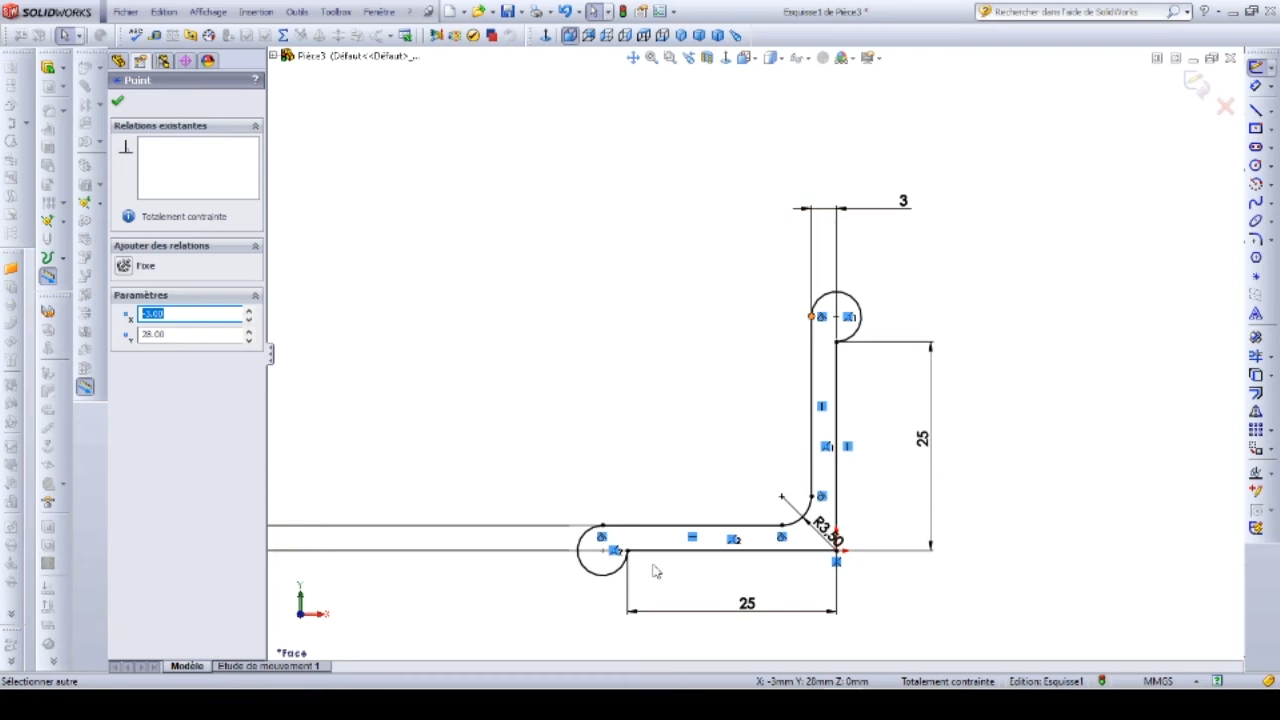 SOLIDWORKS
Fichier Edition Affichage Insertion Outils Toolbox Fenêtre ?
Esquisse1 de Pièce3 *
Rechercher dans l'aide de SolidWorks
Pièce3 (Défaut<<Défaut>_...
Point
?
Relations existantes
Totalement contrainte
Ajouter des relations
Fixe
Paramètres
-3.00
28.00
3
25
R3,50
25
Y
X
*Face
Modèle
Etude de mouvement 1
Sélectionner autre
X: -3mm Y: 28mm Z: 0mm
Totalement contrainte
Edition: Esquisse1
MMGS